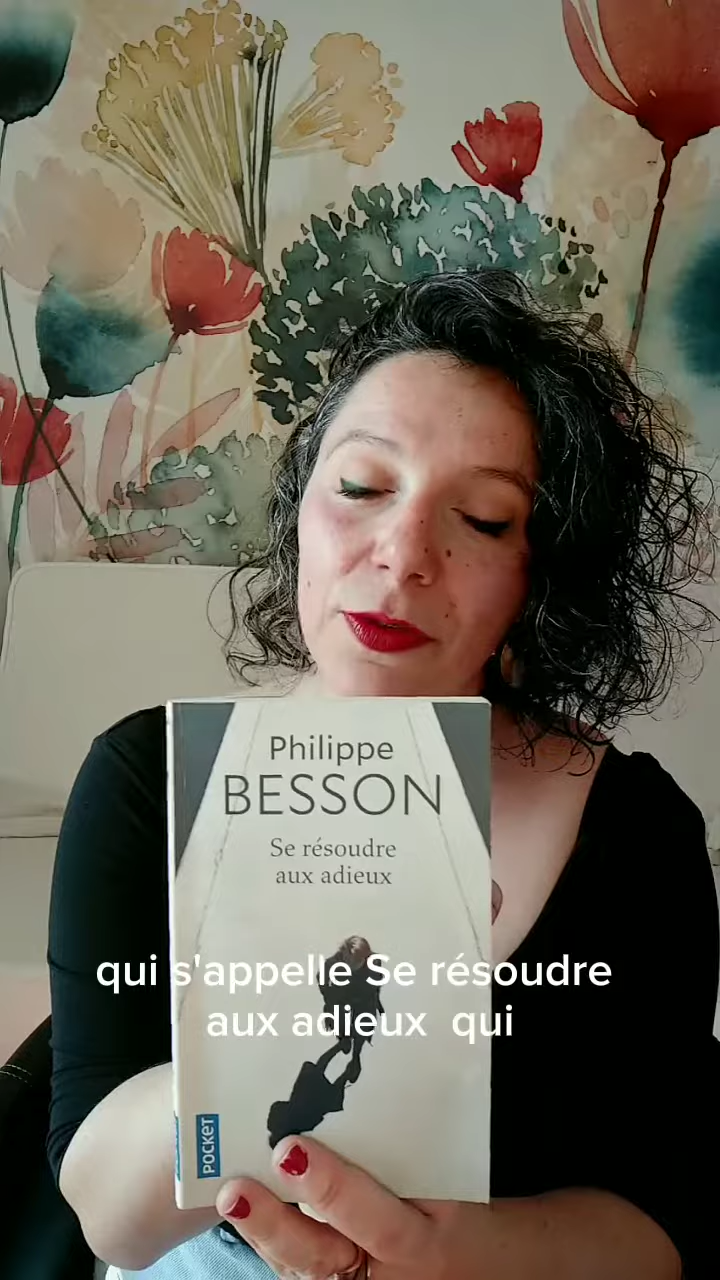 Philippe
BESSON
Se résoudre
aux adieux
qui s'appelle Se résoudre
aux adieux qui
POCKET